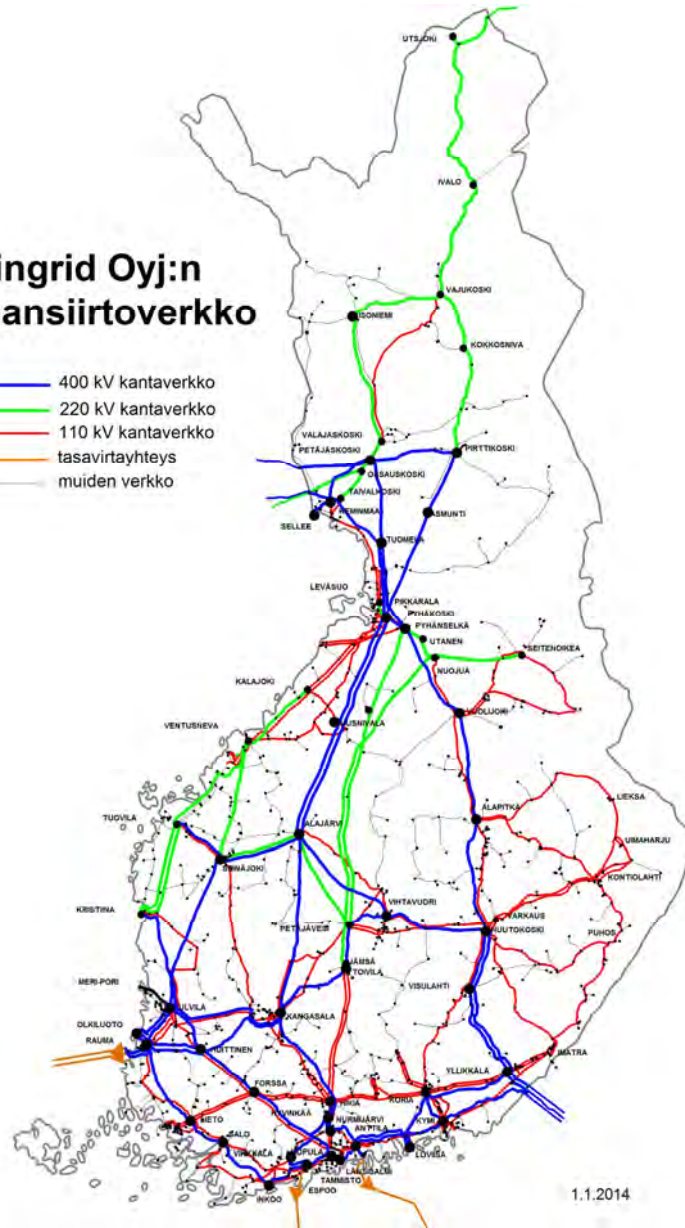 UTSJOKI
IVALO
ingrid Oyj:n
ansiirtoverkko
VAJUKOSKI
ISONIEMI
KOKKOSNIVA
400 kV kantaverkko
220 kV kantaverkko
110 kV kantaverkko
tasavirtayhteys
muiden verkko
VALAJASKOSKI
PETÄJÄSKOSKI
PIRTTIKOSKI
OSSAUSKOSKI
TAIVALKOSKI
KEMINMAA
SELLEE
ASMUNTI
TUOMELA
LEVÄSUO
PIKKARALA
PYHÄKOSKI
PYHÄNSELKÄ
UTANEN
NUOJUA
SEITENOIKEA
KALAJOKI
UUSNIVALA
VUOLIJOKI
VENTUSNEVA
TUOVILA
ALAJÄRVI
ALAPITKÄ
LIEKSA
UIMAHARJU
SEINÄJOKI
KONTIOLAHTI
KRISTINA
VIHTAVUORI
PETÄJÄVESI
VARKAUS
HUUTOKOSKI
PUHOS
JÄMSÄ
TOIVILA
MERI-PORI
VISULAHTI
ULVILA
KANGASALA
OLKILUOTO
RAUMA
HUITTINEN
IMATRA
YLLIKKÄLÄ
FORSSA
KORIA
HIKIÄ
HYVINKÄÄ
NURMIJÄRVI
LIETO
ANTTILA
KYMI
SALO
VIRKKALA
LOVIISA
LÄNSISALMI
TAMMISTO
ESPOO
INKOO
1.1.2014